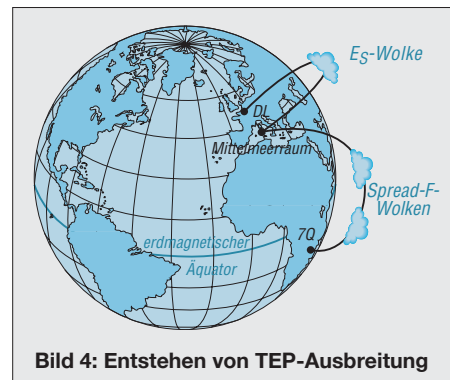 ES-Wolke
DL
Mittelmeerraum
Spread-F-
Wolken
7Q
erdmagnetischer
Äquator
Bild 4: Entstehen von TEP-Ausbreitung